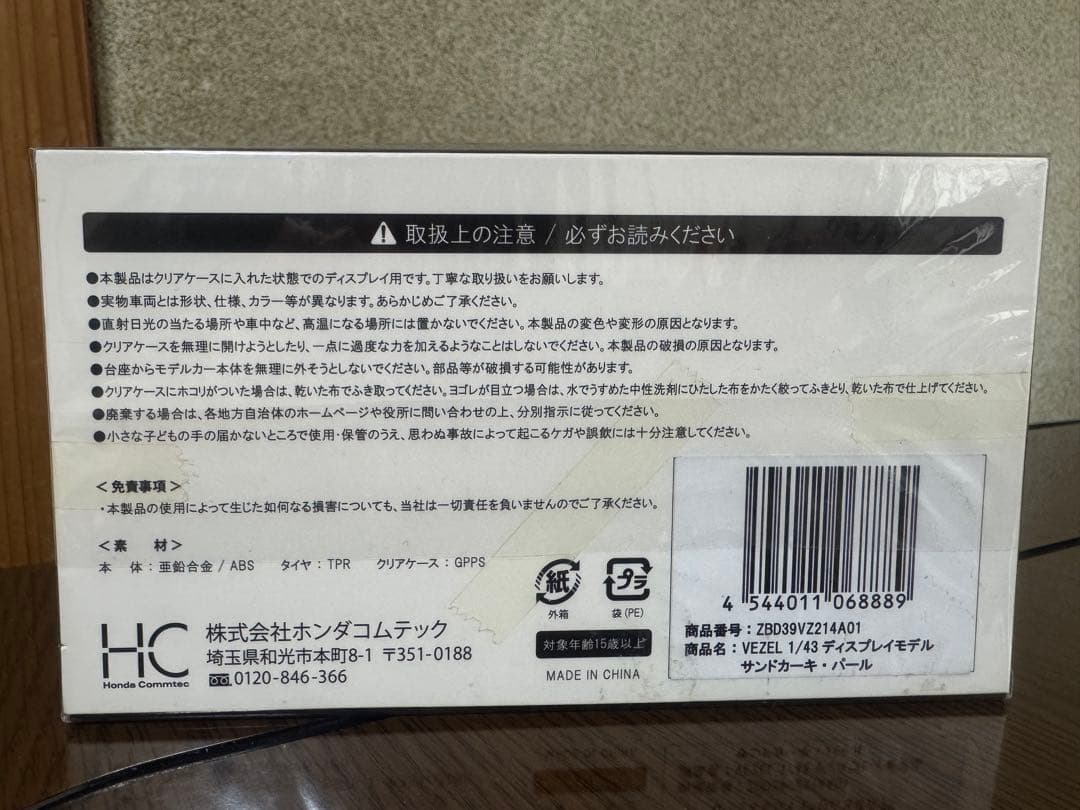 ⚠ 取扱上の注意 / 必ずお読みください
●本製品はクリアケースに入れた状態でのディスプレイ用です。丁寧な取り扱いをお願いします。
●実物車両とは形状、仕様、カラー等が異なります。あらかじめご了承ください。
●直射日光の当たる場所や車中など、高温になる場所には置かないでください。本製品の変色や変形の原因となります。
●クリアケースを無理に開けようとしたり、一点に過度な力を加えるようなことはしないでください。本製品の破損の原因となります。
●台座からモデルカー本体を無理に外そうとしないでください。部品等が破損する可能性があります。
●クリアケースにホコリがついた場合は、乾いた布でふき取ってください。ヨゴレが目立つ場合は、水でうすめた中性洗剤にひたした布をかたく絞ってふきとり、乾いた布で仕上げてください。
●廃棄する場合は、各地方自治体のホームページや役所に問い合わせの上、分別指示に従ってください。
●小さな子どもの手の届かないところで使用・保管のうえ、思わぬ事故によって起こるケガや誤飲には十分注意してください。
＜免責事項＞
・本製品の使用によって生じた如何なる損害についても、当社は一切責任を負いませんのでご了承ください。
＜素　材＞
本　体：亜鉛合金 / ABS　タイヤ：TPR　クリアケース：GPPS
紙
外箱
プラ
袋(PE)
対象年齢15歳以上
MADE IN CHINA
HC
Honda Commtec
株式会社ホンダコムテック
埼玉県和光市本町8-1 〒351-0188
0120-846-366
4 544011 068889
商品番号：ZBD39VZ214A01
商品名：VEZEL 1/43 ディスプレイモデル
サンドカーキ・パール